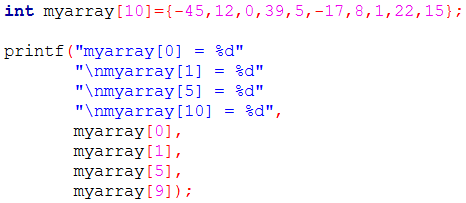 int myarray[10]={-45,12,0,39,5,-17,8,1,22,15};
printf("myarray[0] = %d"
"\nmyarray[1] = %d"
"\nmyarray[5] = %d"
"\nmyarray[10] = %d",
myarray[0],
myarray[1],
myarray[5],
myarray[9]);